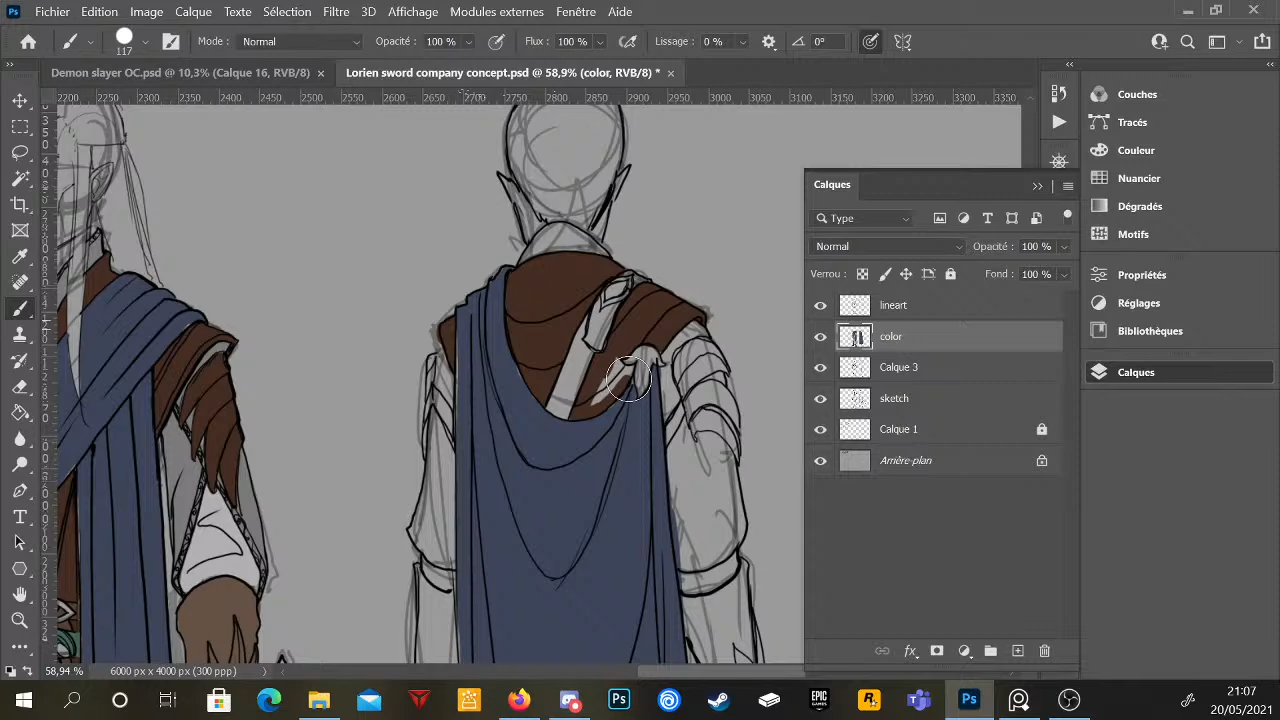 Fichier Edition Image Calque Texte Sélection Filtre 3D Affichage Modules externes Fenêtre Aide
117 Mode: Normal Opacité: 100 % Flux: 100 % Lissage: 0 % 0°
Demon slayer OC.psd @ 10,3% (Calque 16, RVB/8) × Lorien sword company concept.psd @ 58,9% (color, RVB/8) * ×
2200 2250 2300 2350 2400 2450 2500 2550 2600 2650 2700 2750 2800 2850 2900 2950 3000 3050 3100 3150 3200 3250 3300 3350
Calques
Type
Normal Opacité: 100 %
Verrou: Fond: 100 %
lineart
color
Calque 3
sketch
Calque 1
Arrière-plan
Couches
Tracés
Couleur
Nuancier
Dégradés
Motifs
Propriétés
Réglages
Bibliothèques
Calques
58,94 % 6000 px x 4000 px (300 ppp)
21:07
20/05/2021